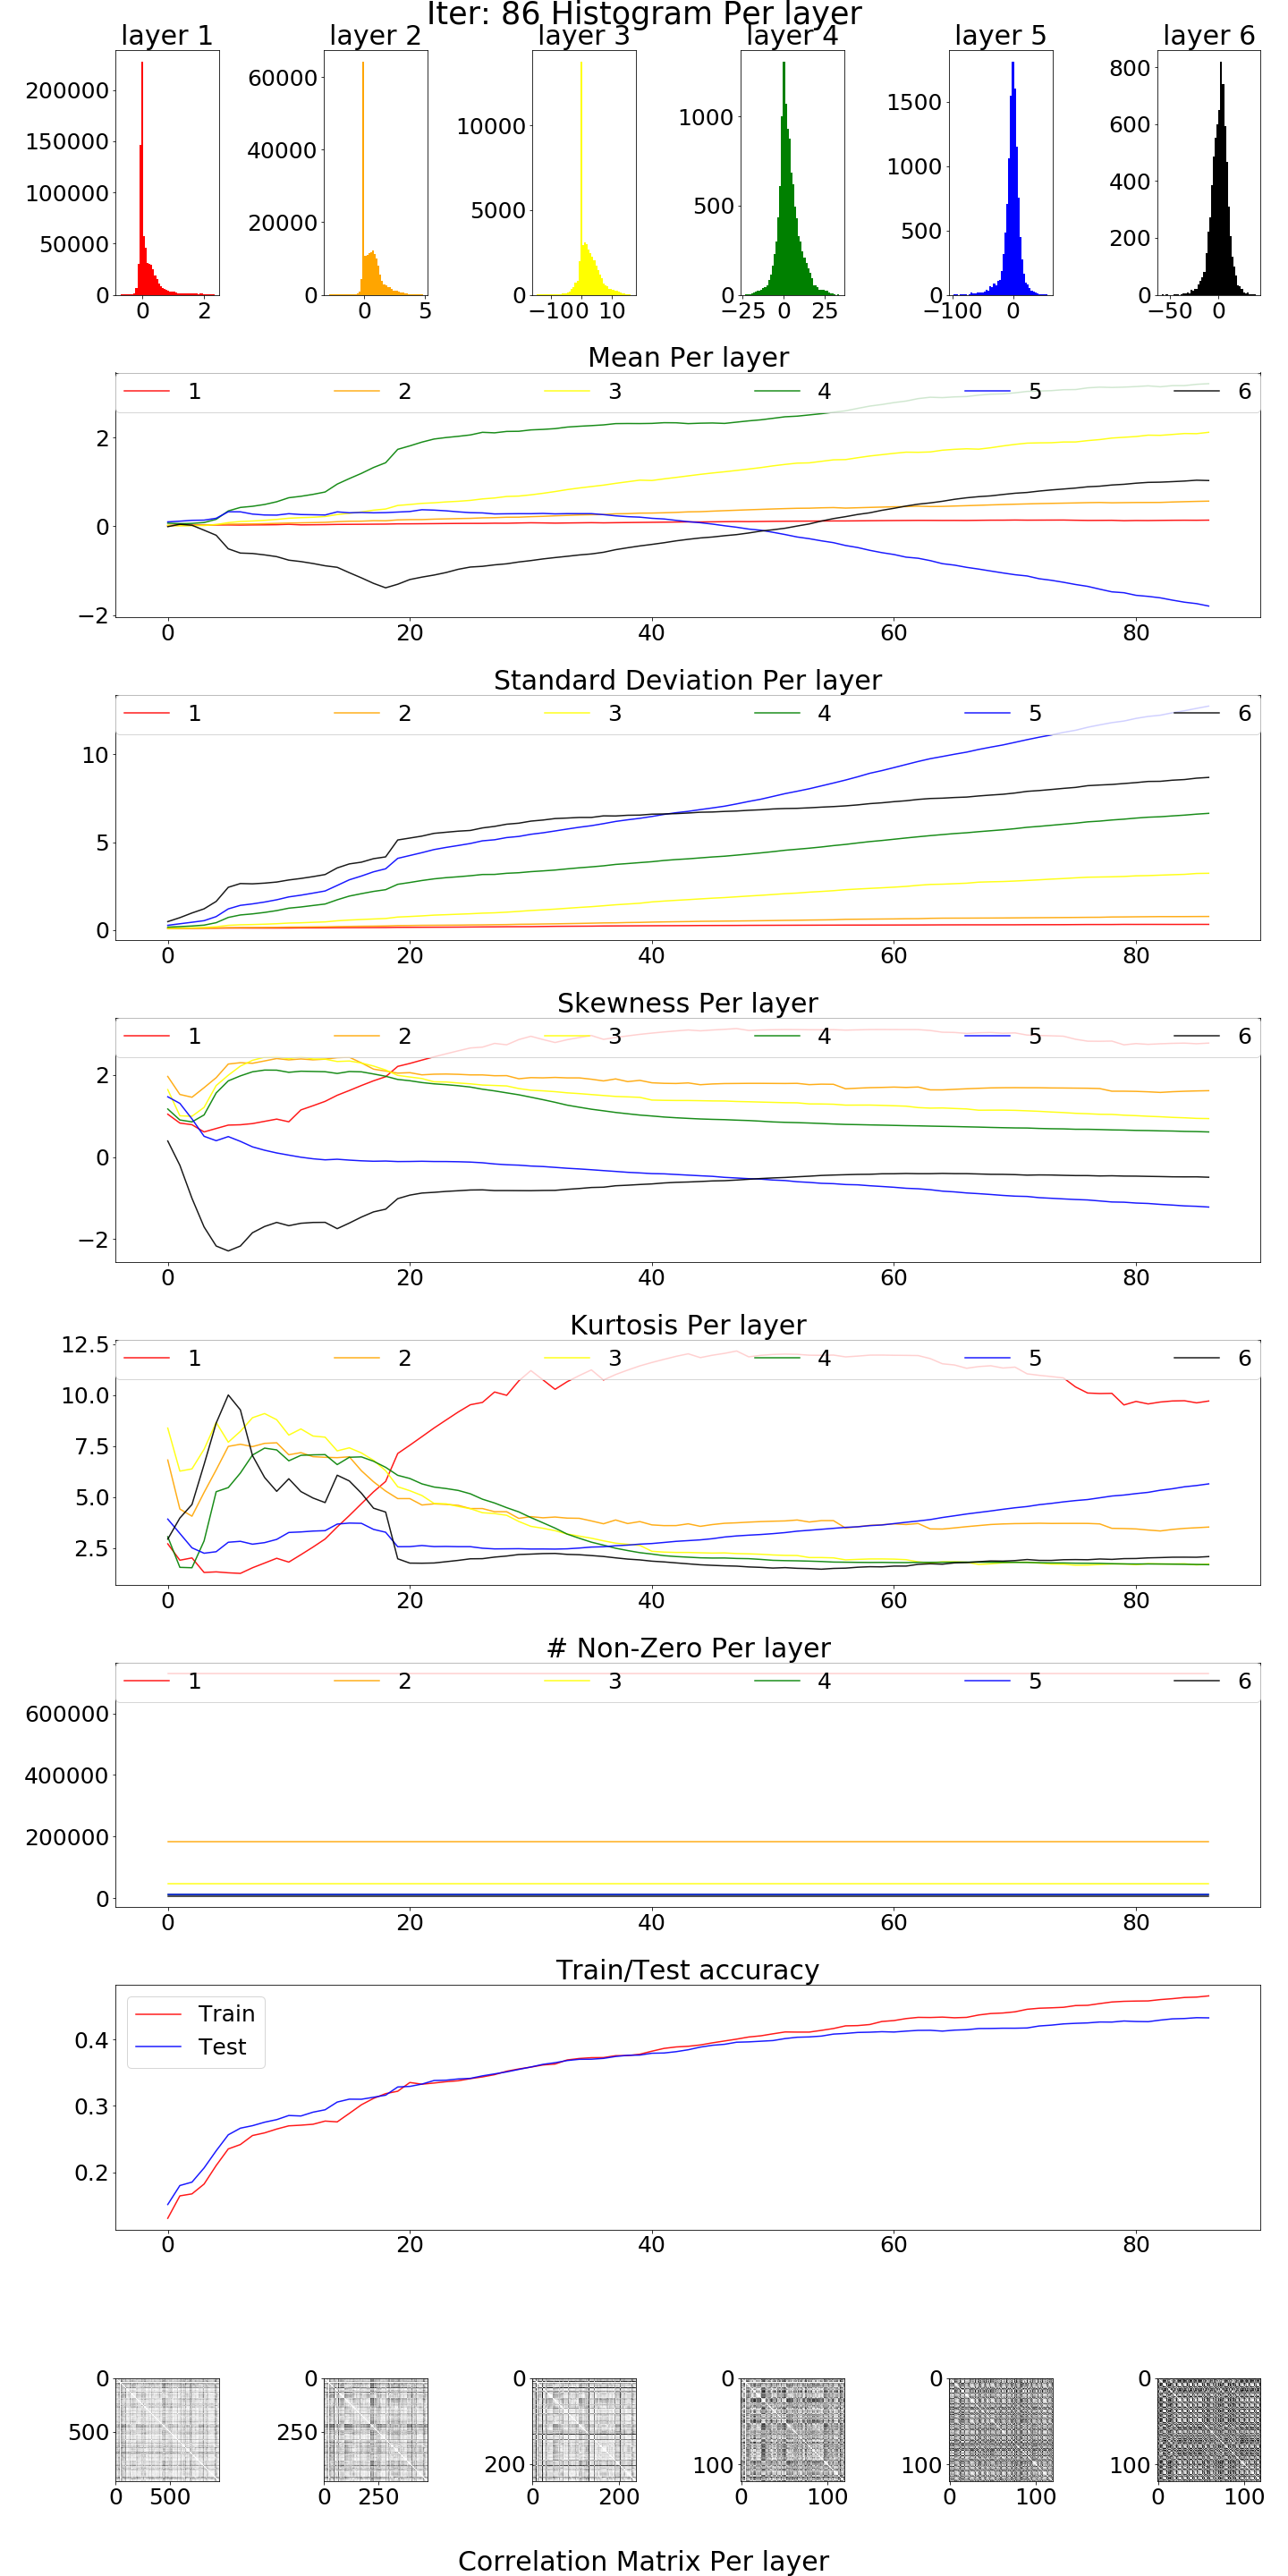 Iter: 86 Histogram Per layer
layer 1 layer 2 layer 3 layer 4 layer 5 layer 6
200000 150000 100000 50000 0
0 2
60000 40000 20000 0
0 5
10000 5000 0
−10 0 10
1000 500 0
−25 0 25
1500 1000 500 0
−100 0
800 600 400 200 0
−50 0
Mean Per layer
1 2 3 4 5 6
2
0
−2
0 20 40 60 80
Standard Deviation Per layer
1 2 3 4 5 6
10
5
0
0 20 40 60 80
Skewness Per layer
1 2 3 4 5 6
2
0
−2
0 20 40 60 80
Kurtosis Per layer
12.5
1 2 3 4 5 6
10.0
7.5
5.0
2.5
0 20 40 60 80
# Non-Zero Per layer
1 2 3 4 5 6
600000
400000
200000
0
0 20 40 60 80
Train/Test accuracy
Train
Test
0.4
0.3
0.2
0 20 40 60 80
0 0 0 0 0 0
500 250 200 100 100 100
0 500 0 250 0 200 0 100 0 100 0 100
Correlation Matrix Per layer